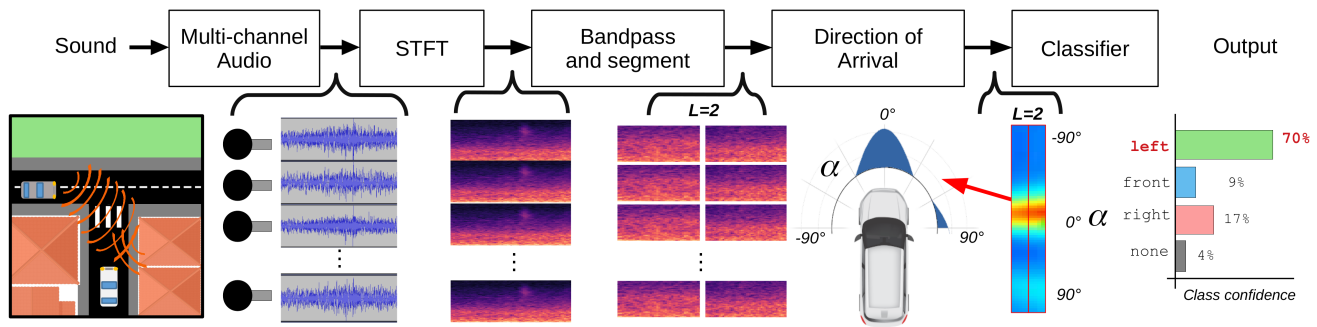 Sound
Multi-channel
Audio
STFT
Bandpass
and segment
Direction of
Arrival
Classifier
Output
L=2
0°
α
-90°
90°
L=2
-90°
0°
α
90°
left
70%
front
9%
right
17%
none
4%
Class confidence